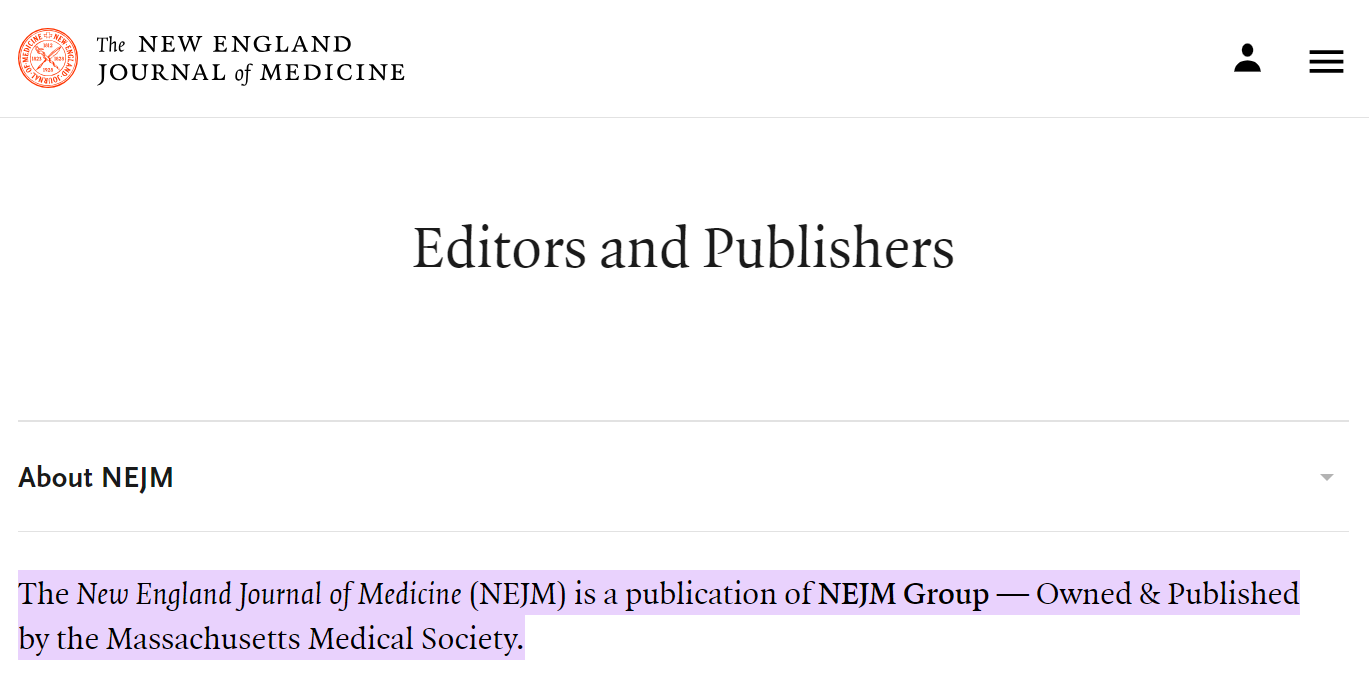 The NEW ENGLAND
JOURNAL of MEDICINE
Editors and Publishers
About NEJM
The New England Journal of Medicine (NEJM) is a publication of NEJM Group — Owned & Published
by the Massachusetts Medical Society.